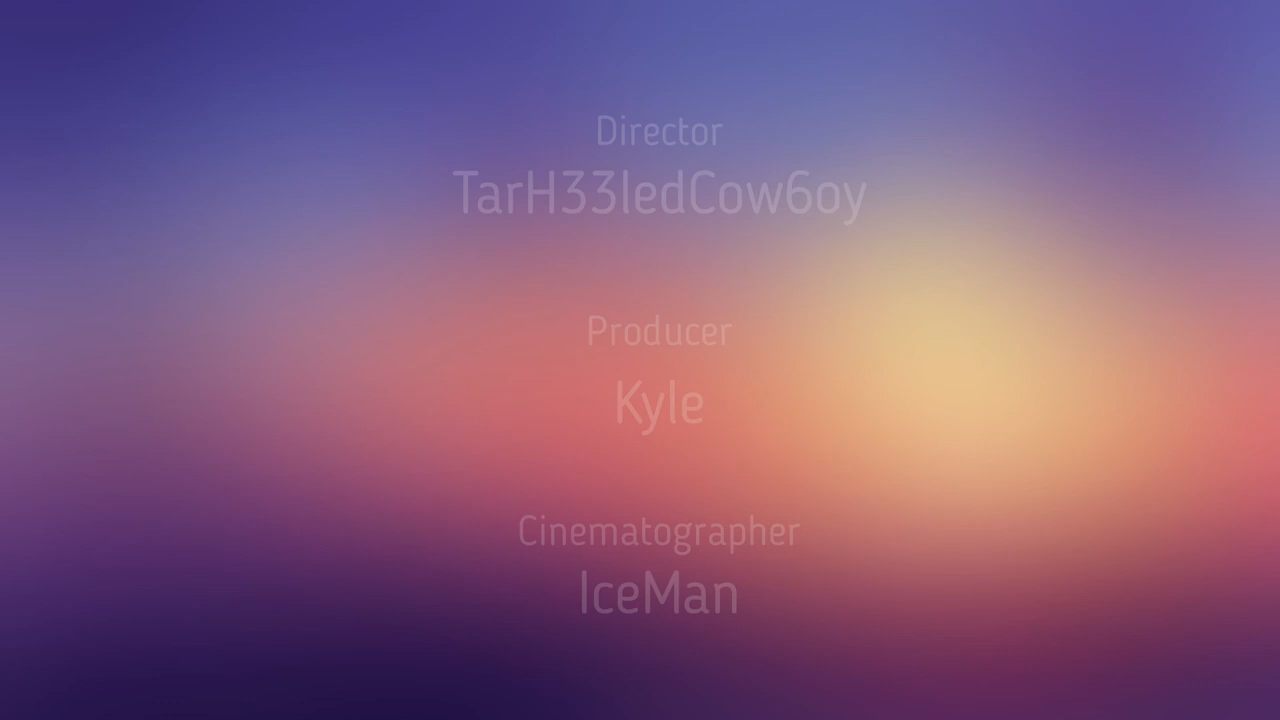 Director
TarH33ledCow6oy
Producer
Kyle
Cinematographer
IceMan